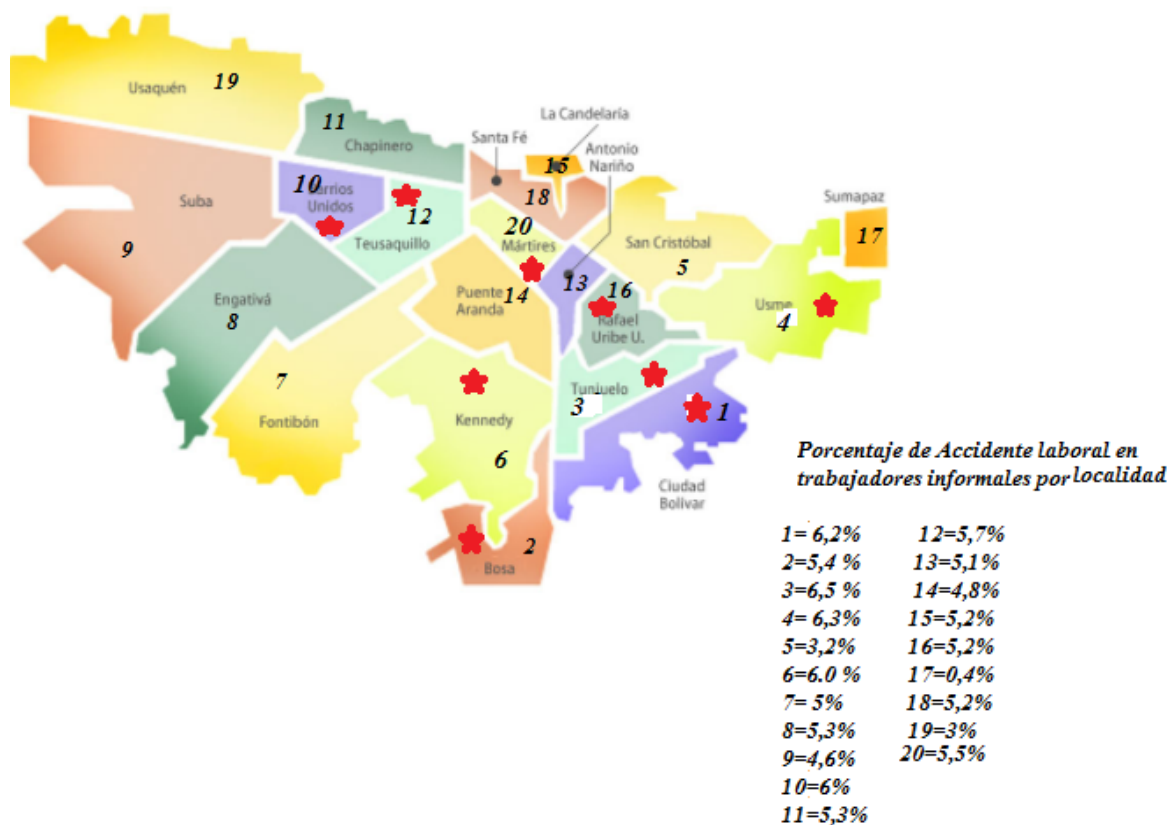 Usaquén 19
11
Chapinero
La Candelaría
Santa Fé
Antonio
Nariño
15
18
Suba
10
Barrios
Unidos
12
Teusaquillo
20
Mártires
San Cristóbal
5
Sumapaz
17
9
Engativá
8
Puente
Aranda
14
13
16
Rafael
Uribe U.
Usme
4
7
Fontibón
Kennedy
6
Tunjuelo
3
1
Ciudad
Bolívar
2
Bosa
Porcentaje de Accidente laboral en
trabajadores informales por localidad
1= 6,2% 12=5,7%
2=5,4 % 13=5,1%
3=6,5 % 14=4,8%
4= 6,3% 15=5,2%
5=3,2% 16=5,2%
6=6.0 % 17=0,4%
7= 5% 18=5,2%
8=5,3% 19=3%
9=4,6% 20=5,5%
10=6%
11=5,3%